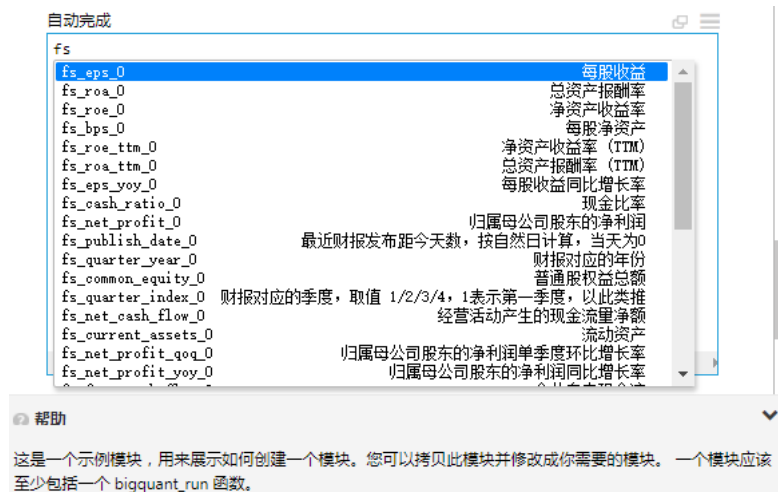 自动完成
fs
fs_eps_0 每股收益
fs_roa_0 总资产报酬率
fs_roe_0 净资产收益率
fs_bps_0 每股净资产
fs_roe_ttm_0 净资产收益率 (TTM)
fs_roa_ttm_0 总资产报酬率 (TTM)
fs_eps_yoy_0 每股收益同比增长率
fs_cash_ratio_0 现金比率
fs_net_profit_0 归属母公司股东的净利润
fs_publish_date_0 最近财报发布距今天数，按自然日计算，当天为0
fs_quarter_year_0 财报对应的年份
fs_common_equity_0 普通股权益总额
fs_quarter_index_0 财报对应的季度，取值 1/2/3/4，1表示第一季度，以此类推
fs_net_cash_flow_0 经营活动产生的现金流量净额
fs_current_assets_0 流动资产
fs_net_profit_qoq_0 归属母公司股东的净利润单季度环比增长率
fs_net_profit_yoy_0 归属母公司股东的净利润同比增长率
帮助
这是一个示例模块，用来展示如何创建一个模块。您可以拷贝此模块并修改成你需要的模块。 一个模块应该
至少包括一个 bigquant_run 函数。